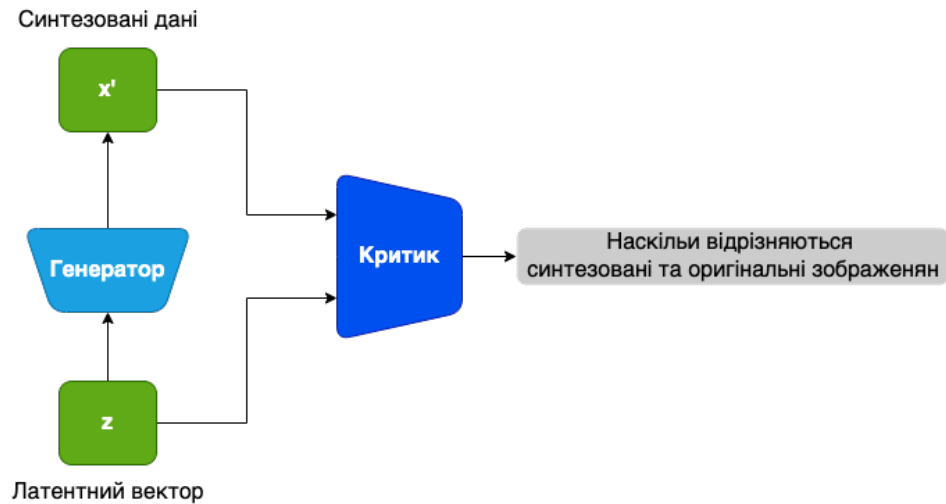 Синтезовані дані
x'
Генератор
Критик
Наскільи відрізняються
синтезовані та оригінальні зображенян
z
Латентний вектор